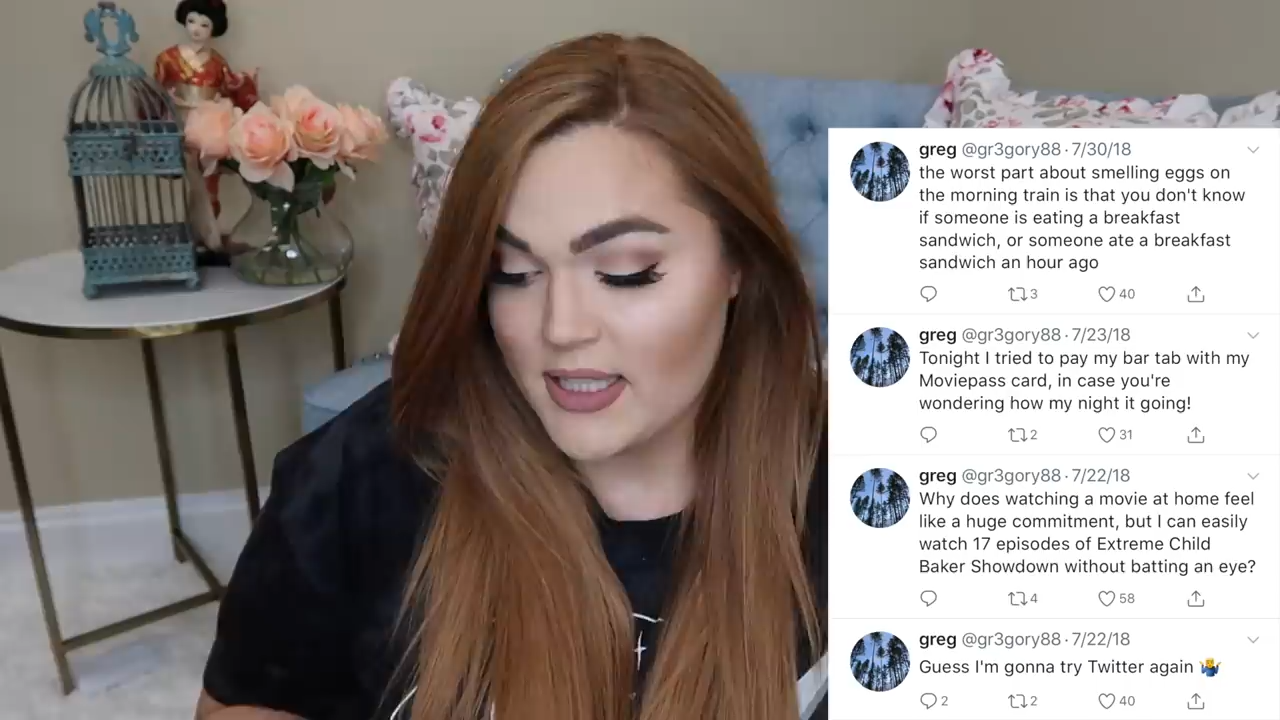 greg @gr3gory88 · 7/30/18
the worst part about smelling eggs on
the morning train is that you don't know
if someone is eating a breakfast
sandwich, or someone ate a breakfast
sandwich an hour ago
3 40
greg @gr3gory88 · 7/23/18
Tonight I tried to pay my bar tab with my
Moviepass card, in case you're
wondering how my night it going!
2 31
greg @gr3gory88 · 7/22/18
Why does watching a movie at home feel
like a huge commitment, but I can easily
watch 17 episodes of Extreme Child
Baker Showdown without batting an eye?
4 58
greg @gr3gory88 · 7/22/18
Guess I'm gonna try Twitter again 🤷‍♂️
2 2 40